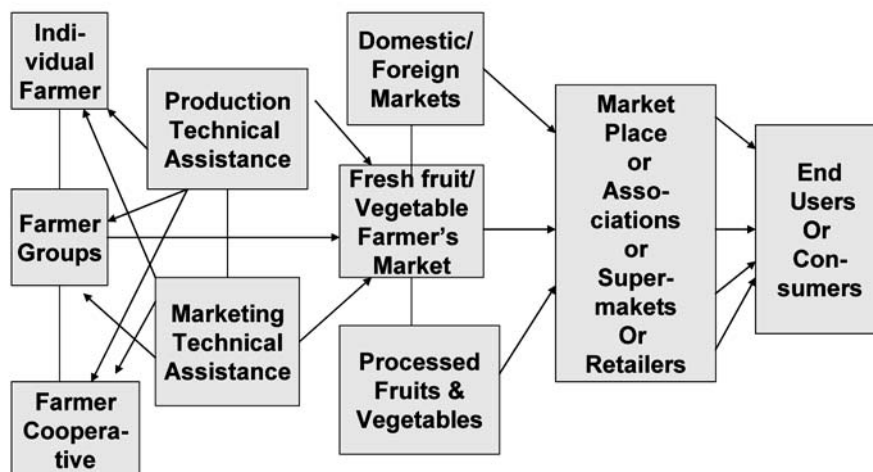 Indi-
vidual
Farmer
Farmer
Groups
Farmer
Coopera-
tive
Production
Technical
Assistance
Marketing
Technical
Assistance
Domestic/
Foreign
Markets
Fresh fruit/
Vegetable
Farmer's
Market
Processed
Fruits &
Vegetables
Market
Place
or
Asso-
ciations
or
Super-
makets
Or
Retailers
End
Users
Or
Con-
sumers